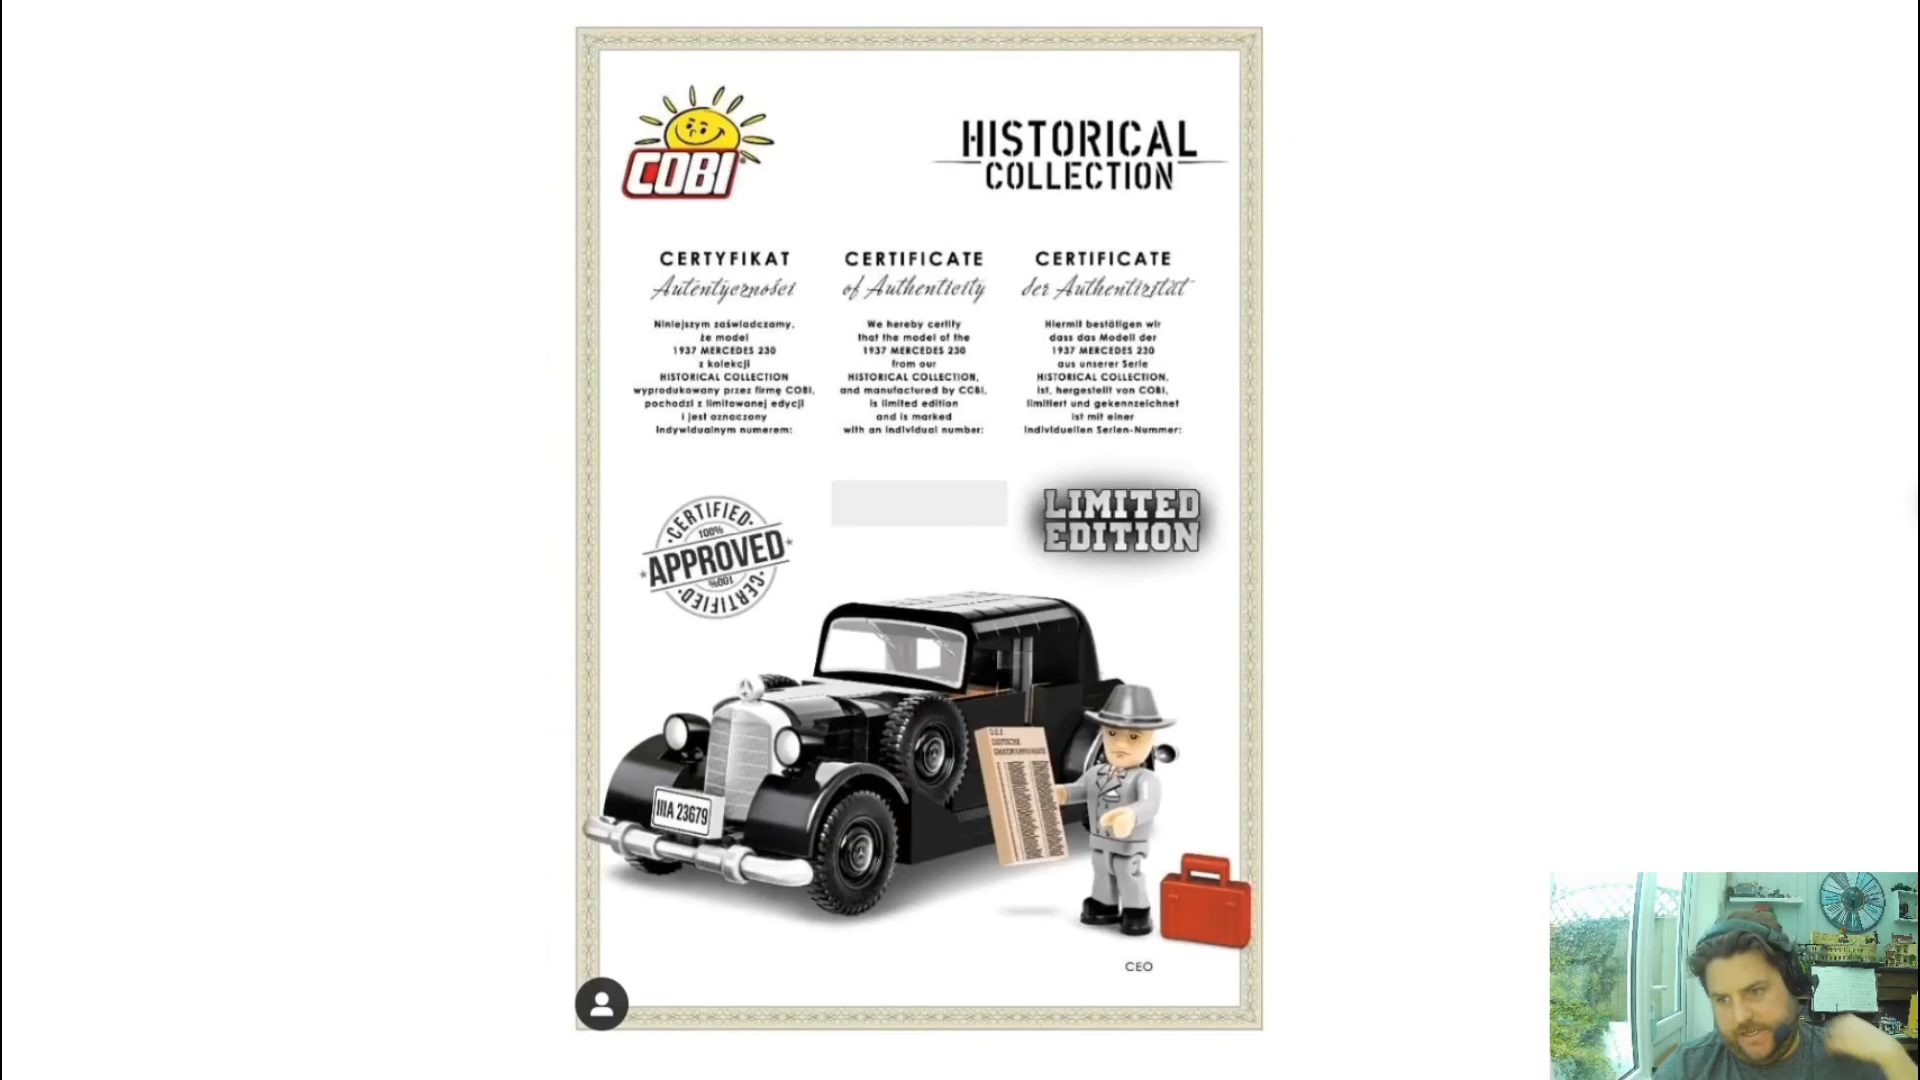 COBI
HISTORICAL
COLLECTION
CERTYFIKAT
Autentyczności
Niniejszym zaświadczamy,
że model
1937 MERCEDES 230
z kolekcji
HISTORICAL COLLECTION
wyprodukowany przez firmę COBI,
pochodzi z limitowanej edycji
i jest oznaczony
indywidualnym numerem:
CERTIFICATE
of Authenticity
We hereby certify
that the model of the
1937 MERCEDES 230
from our
HISTORICAL COLLECTION,
and manufactured by COBI,
is limited edition
and is marked
with an individual number:
CERTIFICATE
der Authentizität
Hiermit bestätigen wir
dass das Modell der
1937 MERCEDES 230
aus unserer Serie
HISTORICAL COLLECTION,
ist, hergestellt von COBI,
limitiert und gekennzeichnet
ist mit einer
individuellen Serien-Nummer:
CERTIFIED
100%
APPROVED
100%
CERTIFIED
LIMITED
EDITION
IIIA 23679
CEO